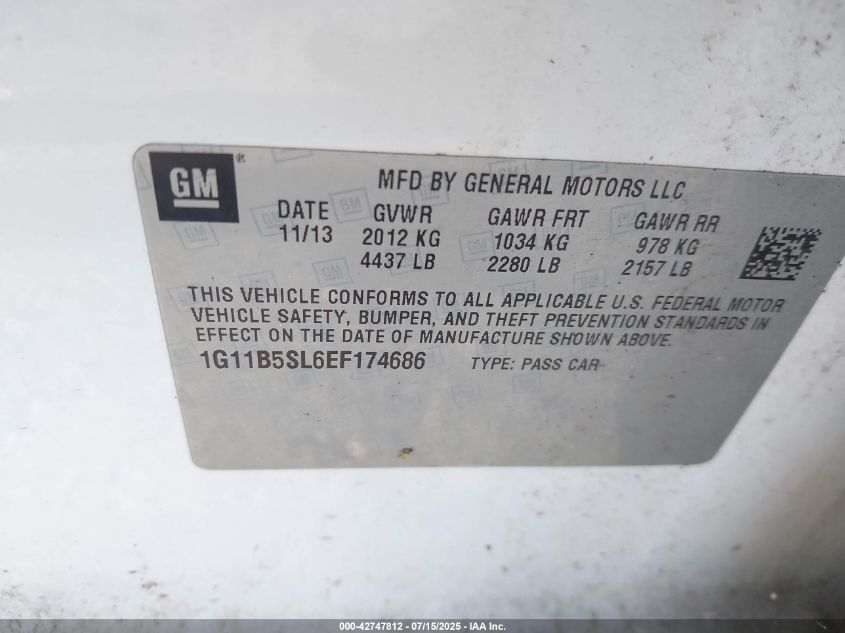 GM®
MFD BY GENERAL MOTORS LLC
DATE GVWR GAWR FRT GAWR RR
11/13 2012 KG 1034 KG 978 KG
4437 LB 2280 LB 2157 LB
THIS VEHICLE CONFORMS TO ALL APPLICABLE U.S. FEDERAL MOTOR
VEHICLE SAFETY, BUMPER, AND THEFT PREVENTION STANDARDS IN
EFFECT ON THE DATE OF MANUFACTURE SHOWN ABOVE.
1G11B5SL6EF174686 TYPE: PASS CAR
000-42747812 / 07/15/2025 - IAA Inc.